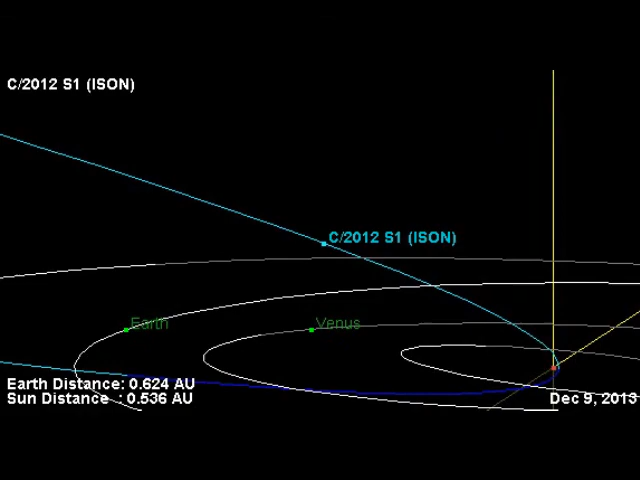 C/2012 S1 (ISON)
C/2012 S1 (ISON)
Earth
Venus
Earth Distance: 0.624 AU
Sun Distance : 0.536 AU
Dec 9, 2013